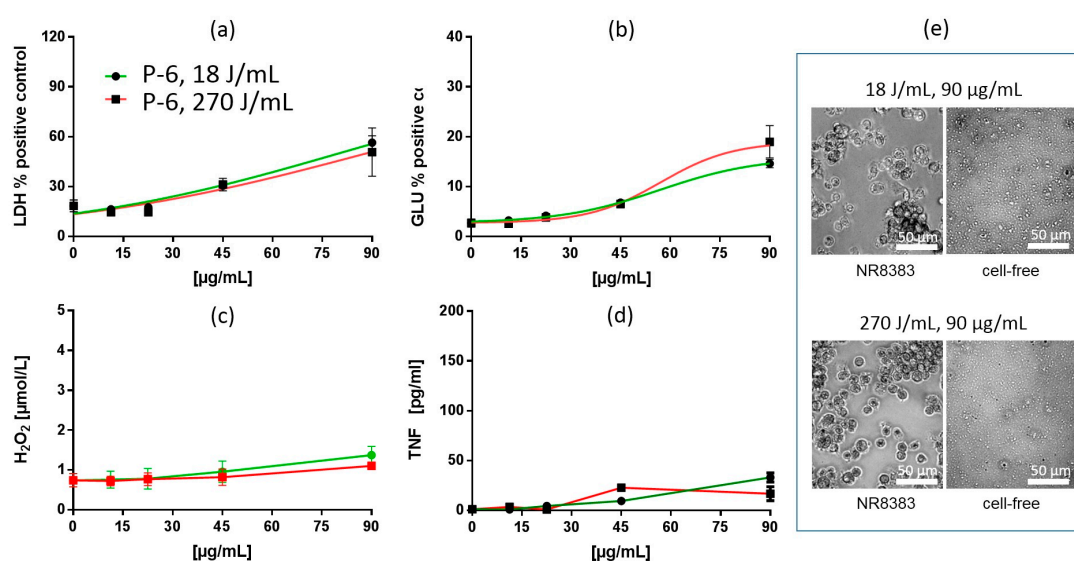 (a)
LDH % positive control
120
90
60
30
0
P-6, 18 J/mL
P-6, 270 J/mL
0 15 30 45 60 75 90
[µg/mL]
(b)
GLU % positive cc
40
30
20
10
0
0 15 30 45 60 75 90
[µg/mL]
(c)
H₂O₂ [µmol/L]
5
4
3
2
1
0
0 15 30 45 60 75 90
[µg/mL]
(d)
TNF [pg/ml]
200
150
100
50
0
0 15 30 45 60 75 90
[µg/mL]
(e)
18 J/mL, 90 µg/mL
50 µm 50 µm
NR8383 cell-free
270 J/mL, 90 µg/mL
50 µm 50 µm
NR8383 cell-free